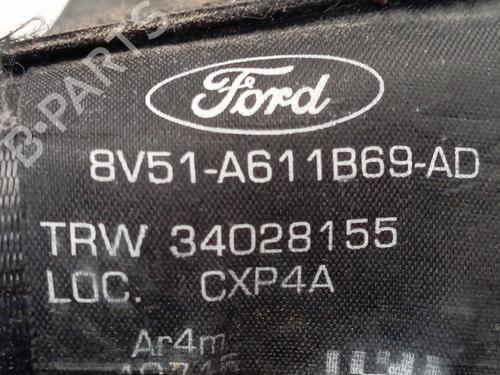 Ford
8V51-A611B69-AD
TRW 34028155
LOC. CXP4A
Ar4m
B-PARTS